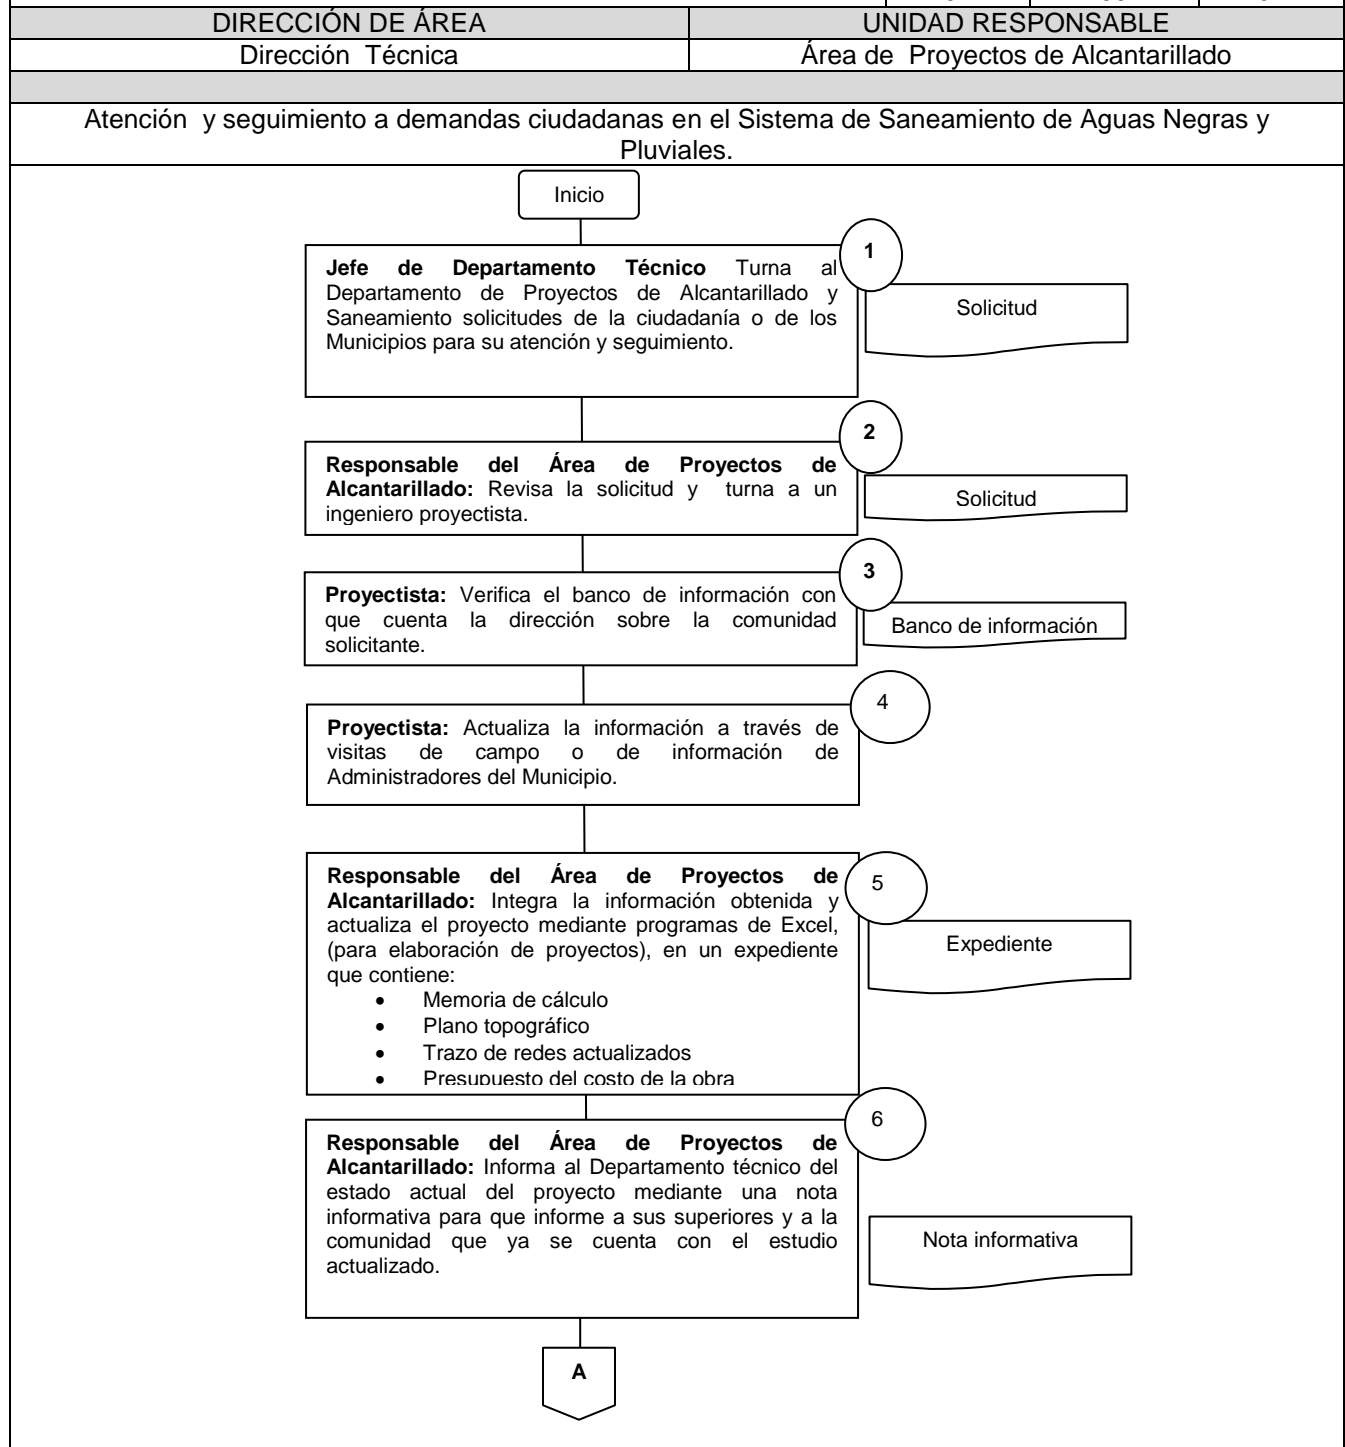 DIRECCIÓN DE ÁREA
UNIDAD RESPONSABLE
Dirección Técnica
Área de Proyectos de Alcantarillado
Atención y seguimiento a demandas ciudadanas en el Sistema de Saneamiento de Aguas Negras y
Pluviales.
Inicio
1
Jefe de Departamento Técnico Turna al
Departamento de Proyectos de Alcantarillado y
Saneamiento solicitudes de la ciudadanía o de los
Municipios para su atención y seguimiento.
Solicitud
2
Responsable del Área de Proyectos de
Alcantarillado: Revisa la solicitud y turna a un
ingeniero proyectista.
Solicitud
3
Proyectista: Verifica el banco de información con
que cuenta la dirección sobre la comunidad
solicitante.
Banco de información
4
Proyectista: Actualiza la información a través de
visitas de campo o de información de
Administradores del Municipio.
5
Responsable del Área de Proyectos de
Alcantarillado: Integra la información obtenida y
actualiza el proyecto mediante programas de Excel,
(para elaboración de proyectos), en un expediente
que contiene:
• Memoria de cálculo
• Plano topográfico
• Trazo de redes actualizados
• Presupuesto del costo de la obra
Expediente
6
Responsable del Área de Proyectos de
Alcantarillado: Informa al Departamento técnico del
estado actual del proyecto mediante una nota
informativa para que informe a sus superiores y a la
comunidad que ya se cuenta con el estudio
actualizado.
Nota informativa
A